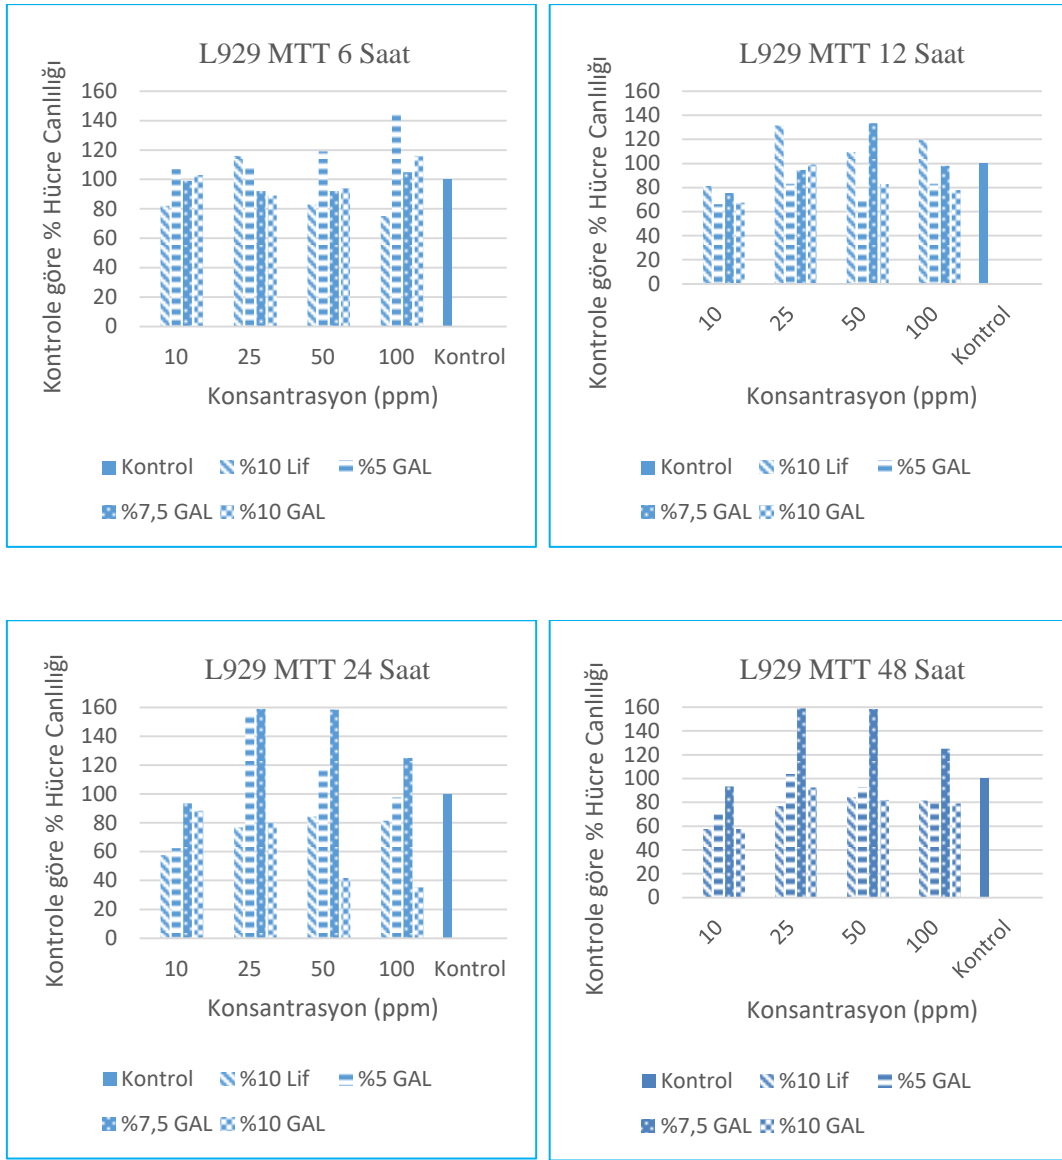 L929 MTT 6 Saat
Kontrole göre % Hücre Canlılığı
160
140
120
100
80
60
40
20
0
10 25 50 100 Kontrol
Konsantrasyon (ppm)
Kontrol %10 Lif %5 GAL
%7,5 GAL %10 GAL
L929 MTT 12 Saat
Kontrole göre % Hücre Canlılığı
160
140
120
100
80
60
40
20
0
10 25 50 100 Kontrol
Konsantrasyon (ppm)
Kontrol %10 Lif %5 GAL
%7,5 GAL %10 GAL
L929 MTT 24 Saat
Kontrole göre % Hücre Canlılığı
160
140
120
100
80
60
40
20
0
10 25 50 100 Kontrol
Konsantrasyon (ppm)
Kontrol %10 Lif %5 GAL
%7,5 GAL %10 GAL
L929 MTT 48 Saat
Kontrole göre % Hücre Canlılığı
160
140
120
100
80
60
40
20
0
10 25 50 100 Kontrol
Konsantrasyon (ppm)
Kontrol %10 Lif %5 GAL
%7,5 GAL %10 GAL